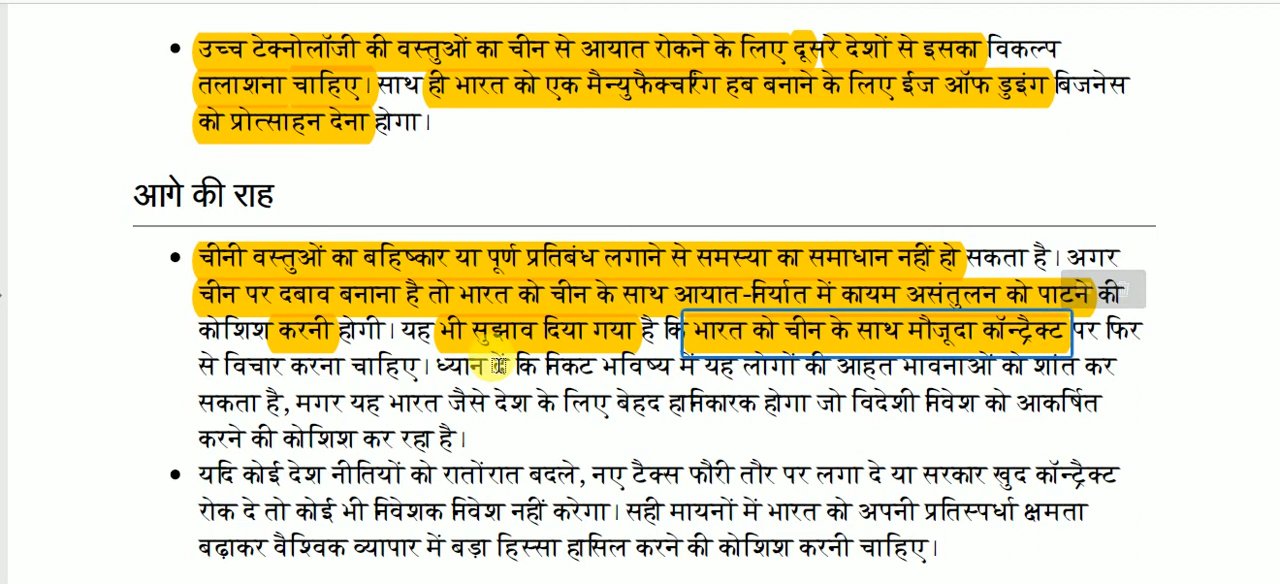 उच्च टेक्नोलॉजी की वस्तुओं का चीन से आयात रोकने के लिए दूसरे देशों से इसका विकल्प
तलाशना चाहिए। साथ ही भारत को एक मैन्युफैक्चरिंग हब बनाने के लिए ईज ऑफ डुइंग बिजनेस
को प्रोत्साहन देना होगा।
आगे की राह
चीनी वस्तुओं का बहिष्कार या पूर्ण प्रतिबंध लगाने से समस्या का समाधान नहीं हो सकता है। अगर
चीन पर दबाव बनाना है तो भारत को चीन के साथ आयात-निर्यात में कायम असंतुलन को पाटने की
कोशिश करनी होगी। यह भी सुझाव दिया गया है कि भारत को चीन के साथ मौजूदा कॉन्ट्रैक्ट पर फिर
से विचार करना चाहिए। ध्यान कि निकट भविष्य में यह लोगों की आहत भावनाओं को शांत कर
सकता है, मगर यह भारत जैसे देश के लिए बेहद हानिकारक होगा जो विदेशी निवेश को आकर्षित
करने की कोशिश कर रहा है।
यदि कोई देश नीतियों को रातोंरात बदले, नए टैक्स फौरी तौर पर लगा दे या सरकार खुद कॉन्ट्रैक्ट
रोक दे तो कोई भी निवेशक निवेश नहीं करेगा। सही मायनों में भारत को अपनी प्रतिस्पर्धा क्षमता
बढ़ाकर वैश्विक व्यापार में बड़ा हिस्सा हासिल करने की कोशिश करनी चाहिए।